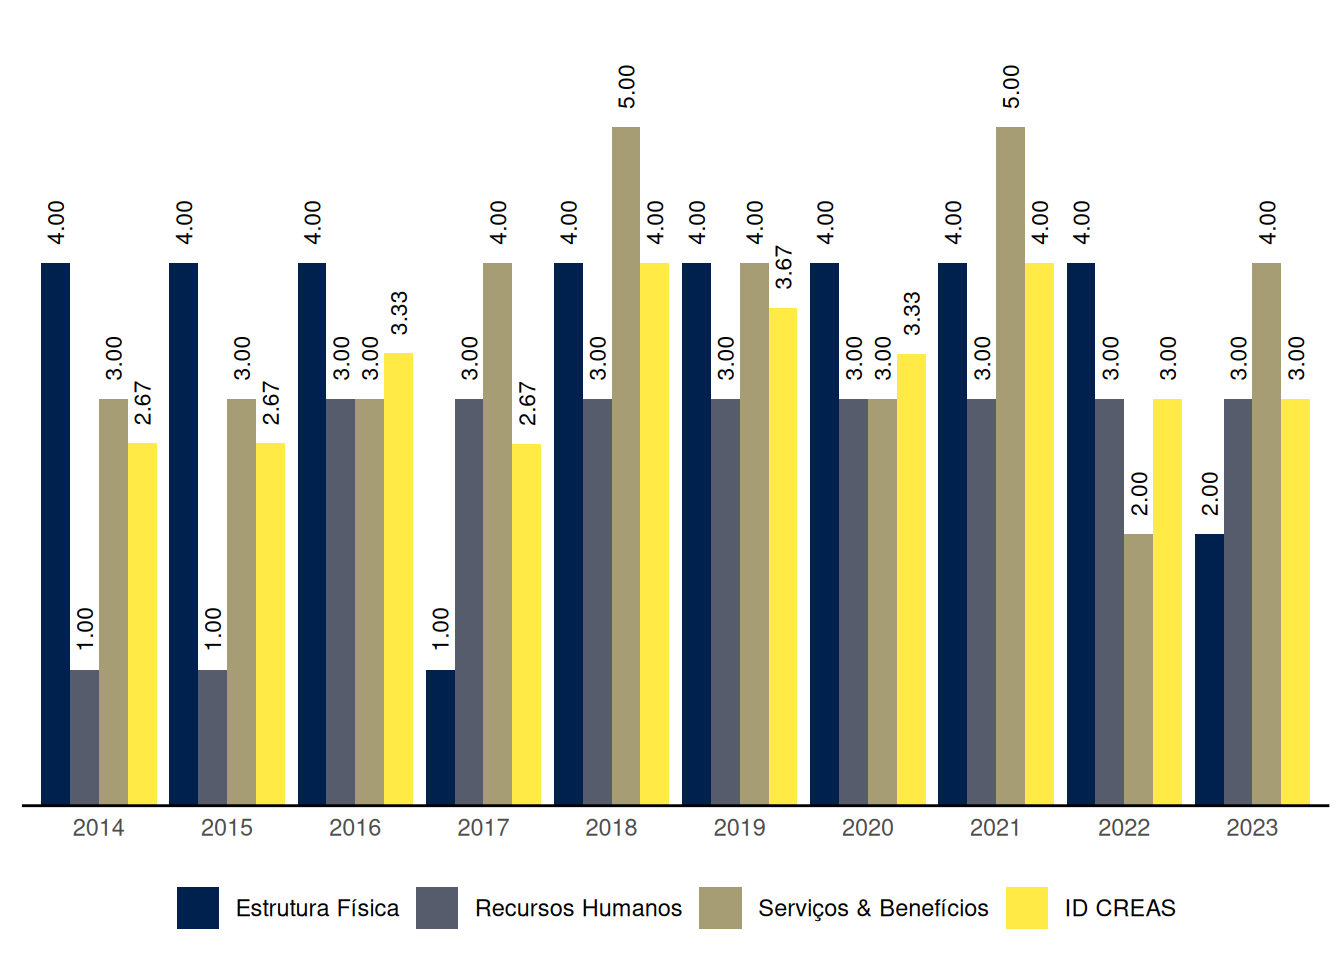 5.00 5.00
4.00 4.00 4.00 4.00 4.00 4.00 4.00 4.00 4.00 4.00 4.00 4.00 4.00
3.67
3.33 3.33
3.00 3.00 3.00 3.00 3.00 3.00 3.00 3.00 3.00 3.00 3.00 3.00 3.00 3.00
2.67 2.67 2.67
2.00 2.00
1.00 1.00 1.00
2014 2015 2016 2017 2018 2019 2020 2021 2022 2023
Estrutura Física Recursos Humanos Serviços & Benefícios ID CREAS